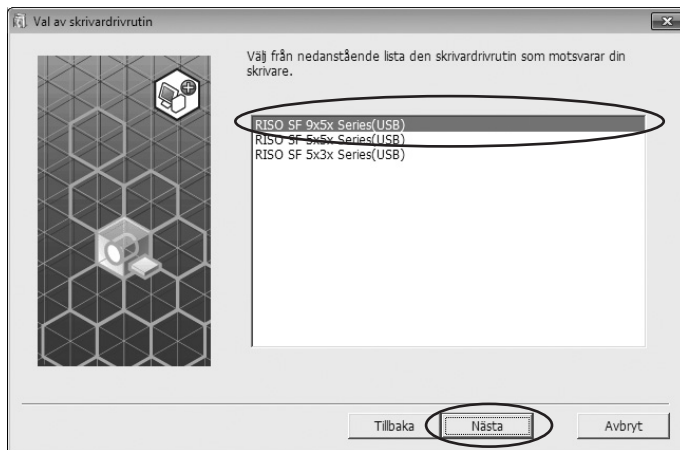 Val av skrivardrivrutin
Välj från nedanstående lista den skrivardrivrutin som motsvarar din
skrivare.
RISO SF 9x5x Series(USB)
RISO SF 5x5x Series(USB)
RISO SF 5x3x Series(USB)
Tillbaka
Nästa
Avbryt